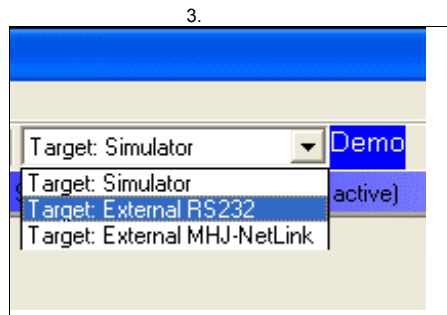 3.
Target: Simulator Demo
Target: Simulator
Target: External RS232 active)
Target: External MHJ-NetLink